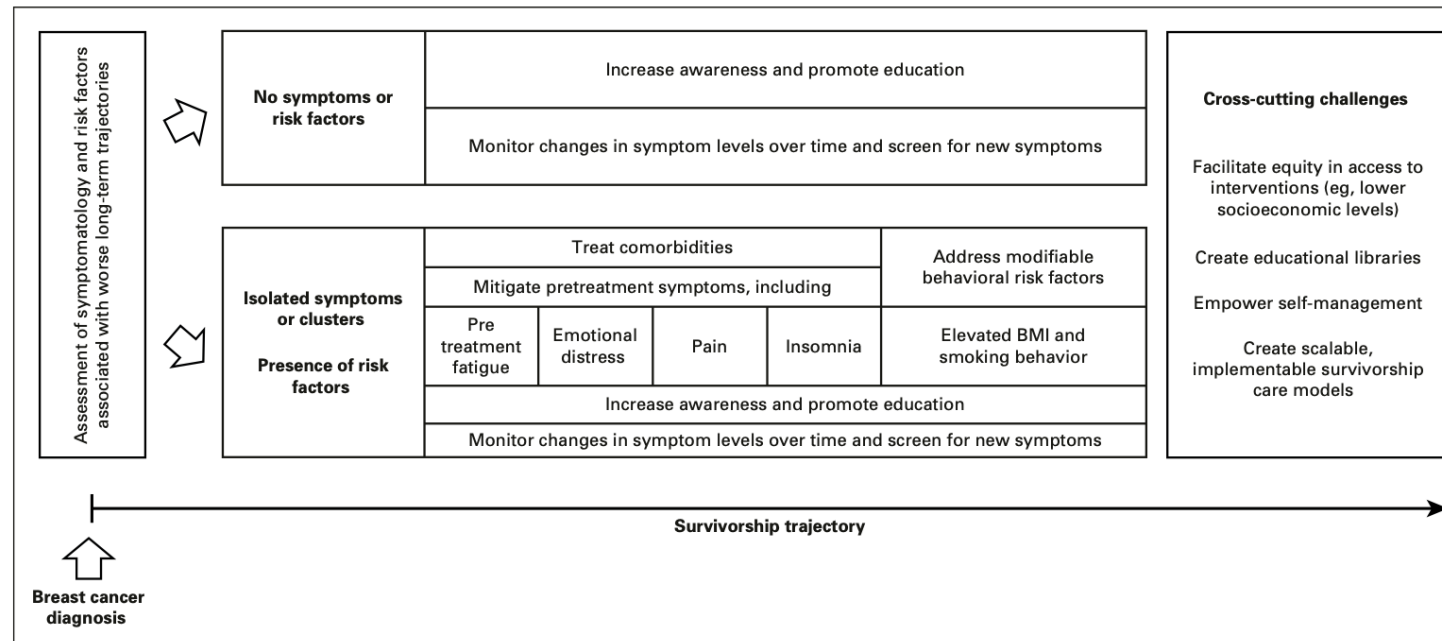 Assessment of symptomatology and risk factors
associated with worse long-term trajectories
No symptoms or
risk factors
Increase awareness and promote education
Monitor changes in symptom levels over time and screen for new symptoms
Isolated symptoms
or clusters
Presence of risk
factors
Treat comorbidities
Mitigate pretreatment symptoms, including
Pre
treatment
fatigue
Emotional
distress
Pain
Insomnia
Address modifiable
behavioral risk factors
Elevated BMI and
smoking behavior
Increase awareness and promote education
Monitor changes in symptom levels over time and screen for new symptoms
Cross-cutting challenges
Facilitate equity in access to
interventions (eg, lower
socioeconomic levels)
Create educational libraries
Empower self-management
Create scalable,
implementable survivorship
care models
Survivorship trajectory
Breast cancer
diagnosis